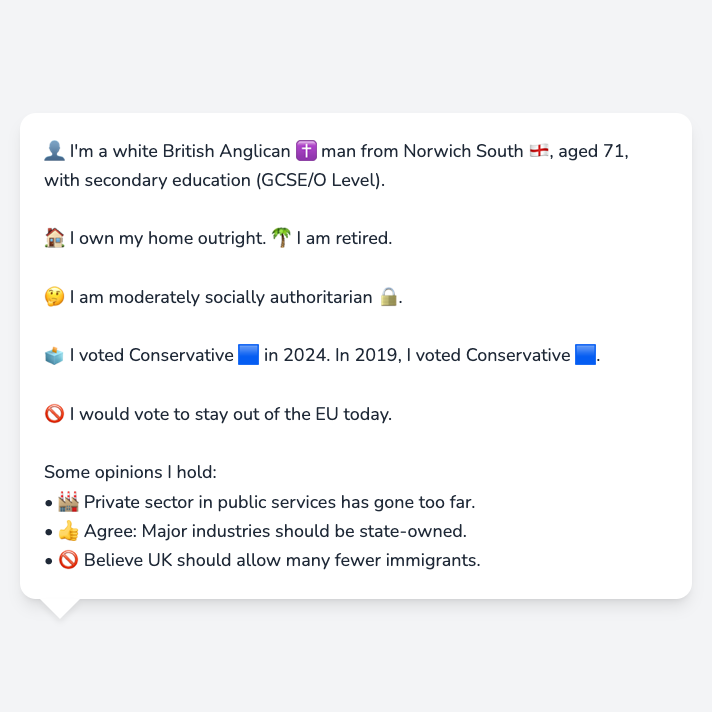 👤 I'm a white British Anglican ✝️ man from Norwich South 🏴󠁧󠁢󠁥󠁮󠁧󠁿, aged 71,
with secondary education (GCSE/O Level).
🏠 I own my home outright. 🌴 I am retired.
🤔 I am moderately socially authoritarian 🔒.
🗳️ I voted Conservative 🟦 in 2024. In 2019, I voted Conservative 🟦.
🚫 I would vote to stay out of the EU today.
Some opinions I hold:
• 🏭 Private sector in public services has gone too far.
• 👍 Agree: Major industries should be state-owned.
• 🚫 Believe UK should allow many fewer immigrants.